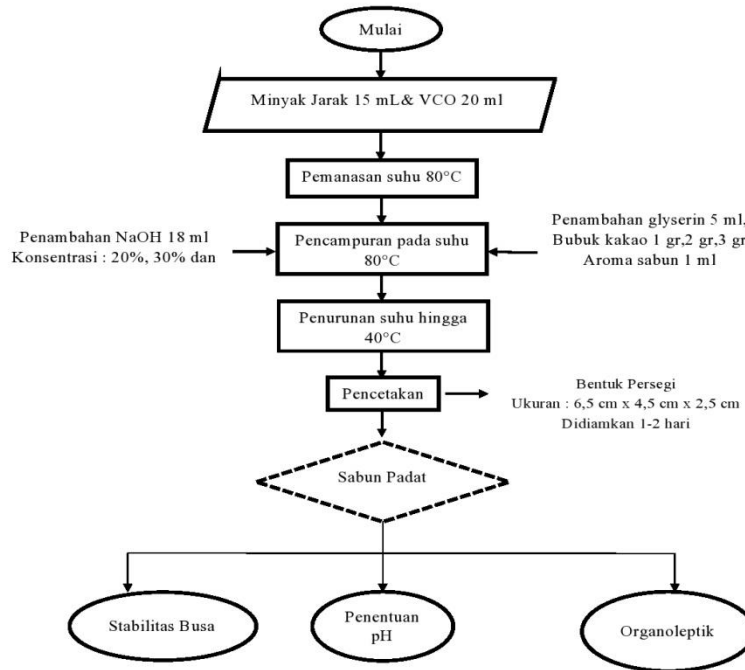 Mulai
Minyak Jarak 15 mL& VCO 20 ml
Pemanasan suhu 80°C
Penambahan NaOH 18 ml
Konsentrasi : 20%, 30% dan
Pencampuran pada suhu
80°C
Penambahan glyserin 5 ml,
Bubuk kakao 1 gr,2 gr,3 gr
Aroma sabun 1 ml
Penurunan suhu hingga
40°C
Pencetakan
Bentuk Persegi
Ukuran : 6,5 cm x 4,5 cm x 2,5 cm
Didiamkan 1-2 hari
Sabun Padat
Stabilitas Busa
Penentuan
pH
Organoleptik